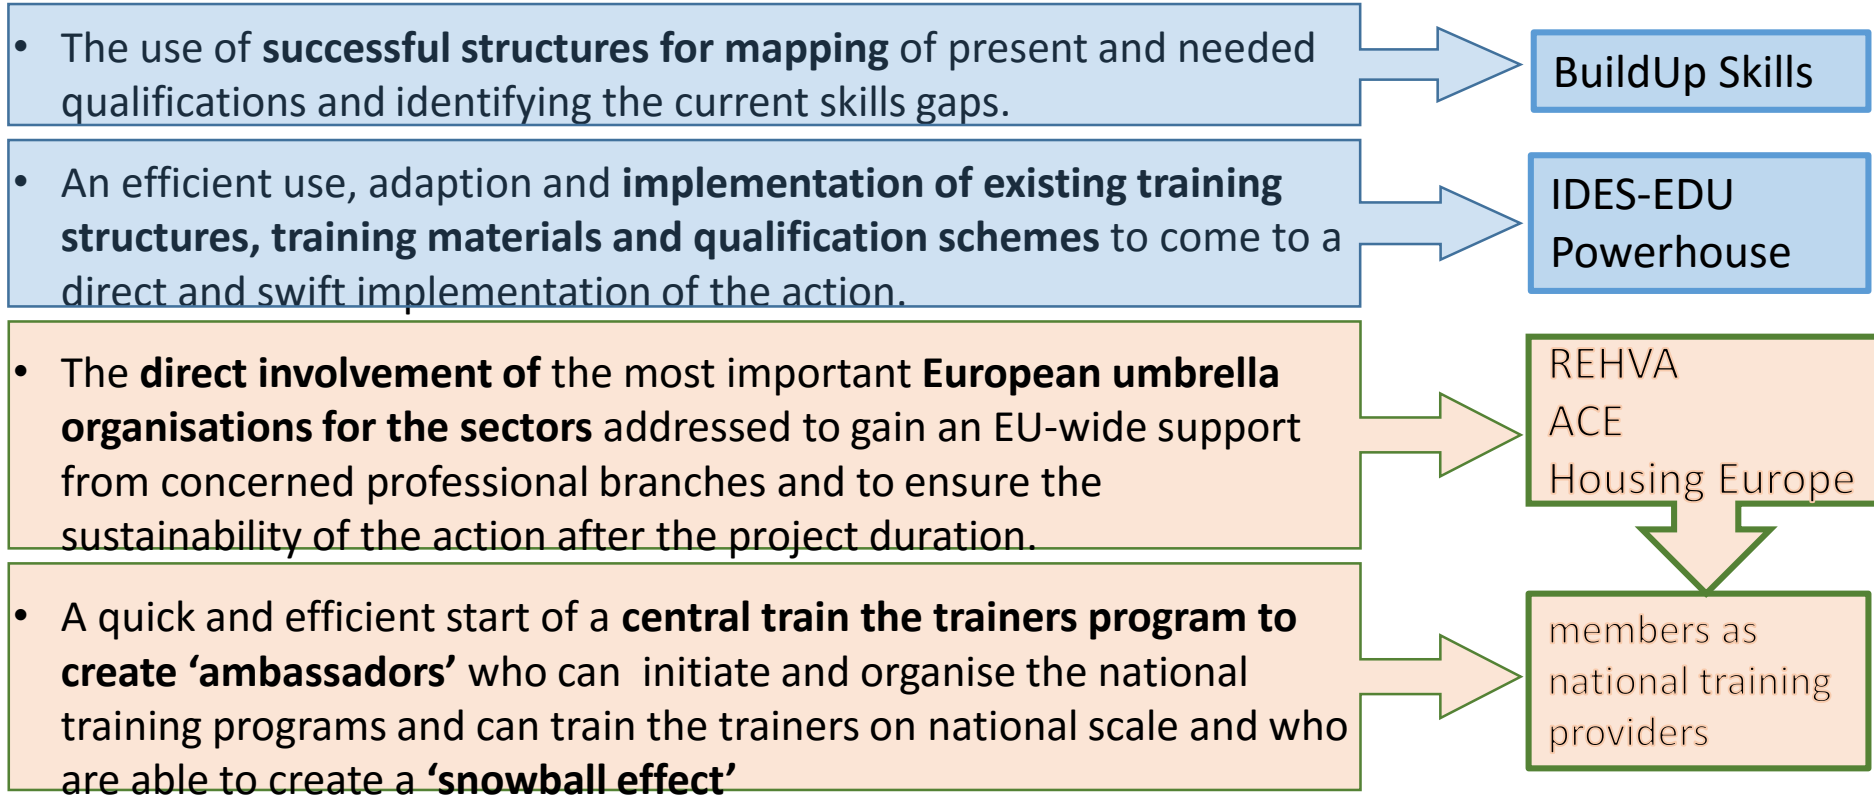 • The use of successful structures for mapping of present and needed
qualifications and identifying the current skills gaps.
BuildUp Skills
• An efficient use, adaption and implementation of existing training
structures, training materials and qualification schemes to come to a
direct and swift implementation of the action.
IDES-EDU
Powerhouse
• The direct involvement of the most important European umbrella
organisations for the sectors addressed to gain an EU-wide support
from concerned professional branches and to ensure the
sustainability of the action after the project duration.
REHVA
ACE
Housing Europe
• A quick and efficient start of a central train the trainers program to
create ‘ambassadors’ who can  initiate and organise the national
training programs and can train the trainers on national scale and who
are able to create a ‘snowball effect’
members as
national training
providers